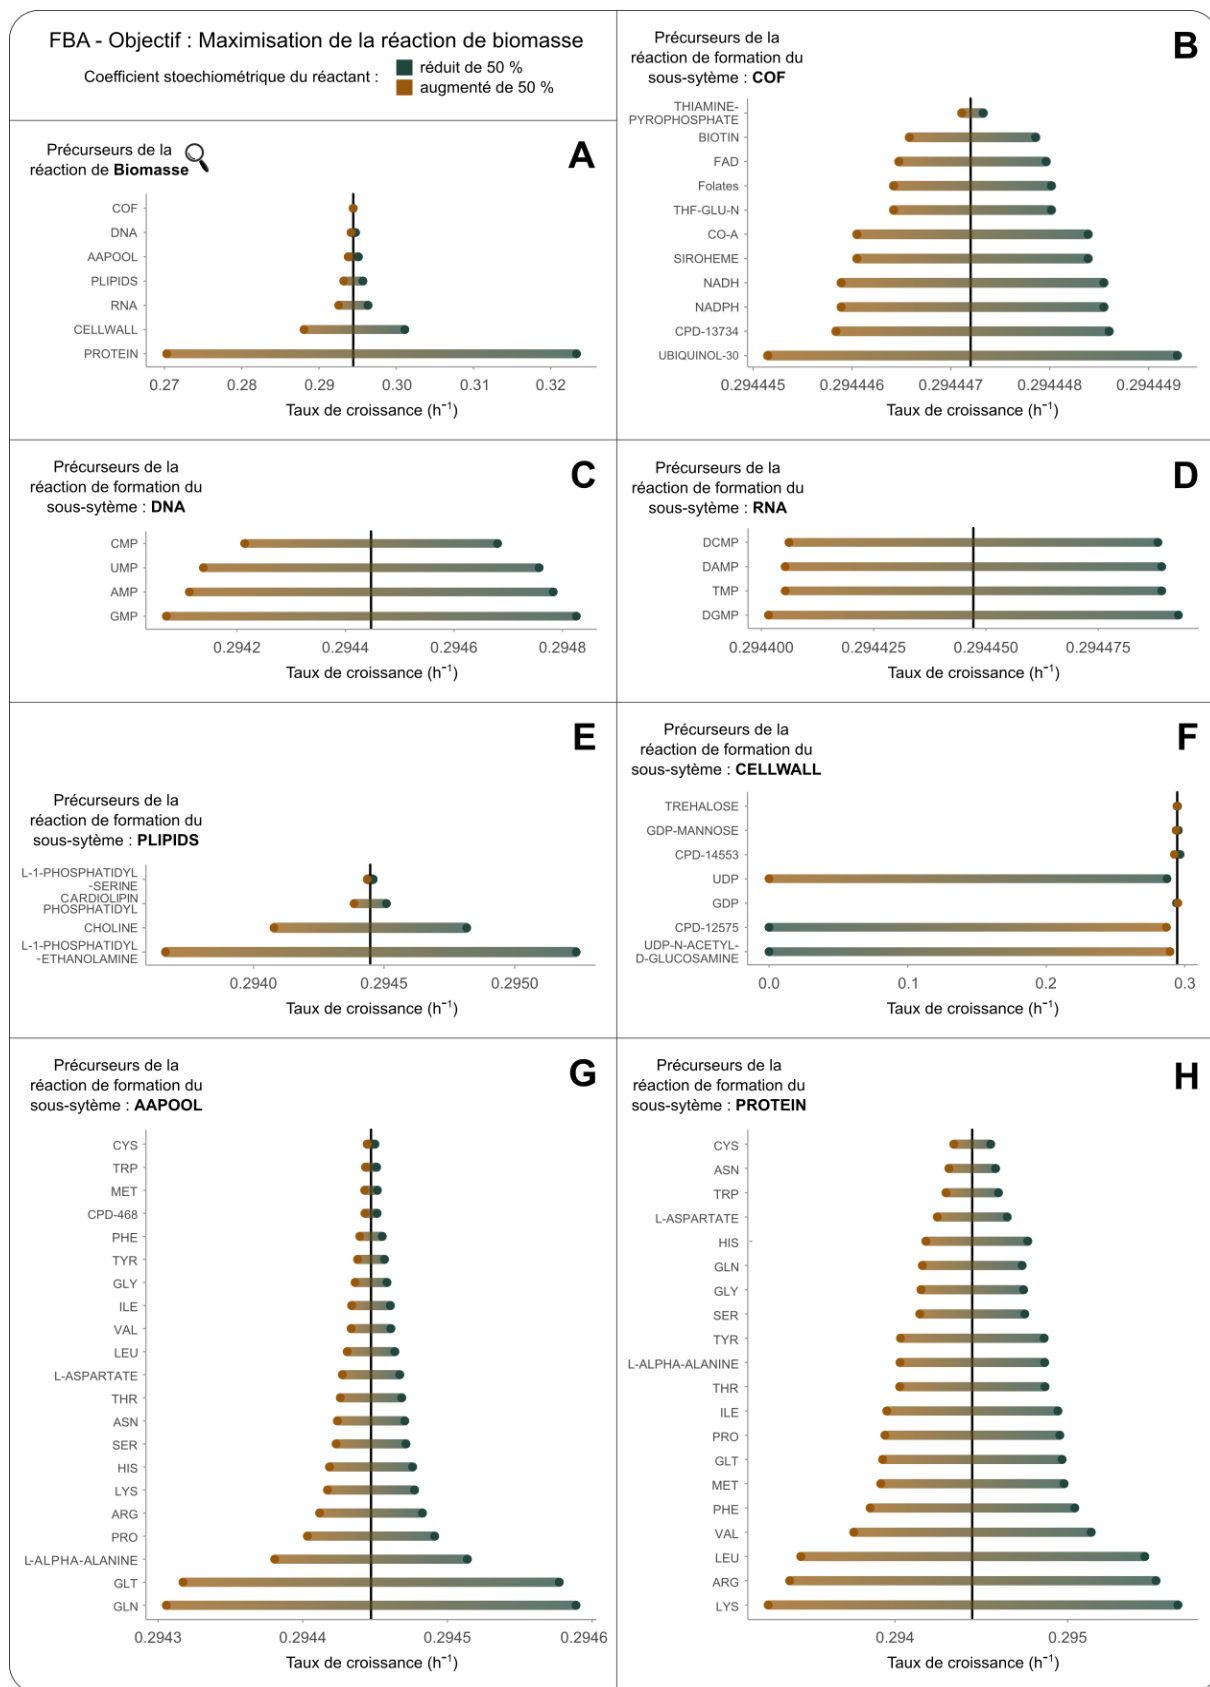 FBA - Objectif : Maximisation de la réaction de biomasse
Coefficient stoechiométrique du réactant :
réduit de 50 %
augmenté de 50 %
Précurseurs de la
réaction de Biomasse
A
COF
DNA
AAPOOL
PLIPIDS
RNA
CELLWALL
PROTEIN
0.27 0.28 0.29 0.30 0.31 0.32
Taux de croissance (h⁻¹)
Précurseurs de la
réaction de formation du
sous-sytème : COF
B
THIAMINE-
PYROPHOSPHATE
BIOTIN
FAD
Folates
THF-GLU-N
CO-A
SIROHEME
NADH
NADPH
CPD-13734
UBIQUINOL-30
0.294445 0.294446 0.294447 0.294448 0.294449
Taux de croissance (h⁻¹)
Précurseurs de la
réaction de formation du
sous-sytème : DNA
C
CMP
UMP
AMP
GMP
0.2942 0.2944 0.2946 0.2948
Taux de croissance (h⁻¹)
Précurseurs de la
réaction de formation du
sous-sytème : RNA
D
DCMP
DAMP
TMP
DGMP
0.294400 0.294425 0.294450 0.294475
Taux de croissance (h⁻¹)
E
Précurseurs de la
réaction de formation du
sous-sytème : PLIPIDS
L-1-PHOSPHATIDYL
-SERINE
CARDIOLIPIN
PHOSPHATIDYL
CHOLINE
L-1-PHOSPHATIDYL
-ETHANOLAMINE
0.2940 0.2945 0.2950
Taux de croissance (h⁻¹)
Précurseurs de la
réaction de formation du
sous-sytème : CELLWALL
F
TREHALOSE
GDP-MANNOSE
CPD-14553
UDP
GDP
CPD-12575
UDP-N-ACETYL-
D-GLUCOSAMINE
0.0 0.1 0.2 0.3
Taux de croissance (h⁻¹)
Précurseurs de la
réaction de formation du
sous-sytème : AAPOOL
G
CYS
TRP
MET
CPD-468
PHE
TYR
GLY
ILE
VAL
LEU
L-ASPARTATE
THR
ASN
SER
HIS
LYS
ARG
PRO
L-ALPHA-ALANINE
GLT
GLN
0.2943 0.2944 0.2945 0.2946
Taux de croissance (h⁻¹)
Précurseurs de la
réaction de formation du
sous-sytème : PROTEIN
H
CYS
ASN
TRP
L-ASPARTATE
HIS
GLN
GLY
SER
TYR
L-ALPHA-ALANINE
THR
ILE
PRO
GLT
MET
PHE
VAL
LEU
ARG
LYS
0.294 0.295
Taux de croissance (h⁻¹)